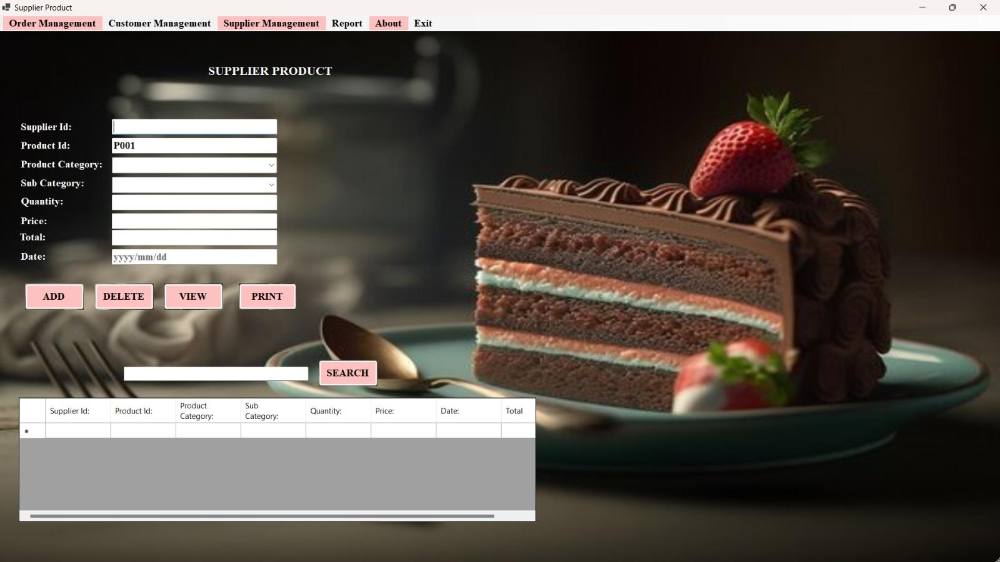 Supplier Product
Order Management Customer Management Supplier Management Report About Exit
SUPPLIER PRODUCT
Supplier Id:
Product Id: P001
Product Category:
Sub Category:
Quantity:
Price:
Total:
Date: yyyy/mm/dd
ADD DELETE VIEW PRINT
SEARCH
Supplier Id: Product Id: Product Category: Sub Category: Quantity: Price: Date: Total